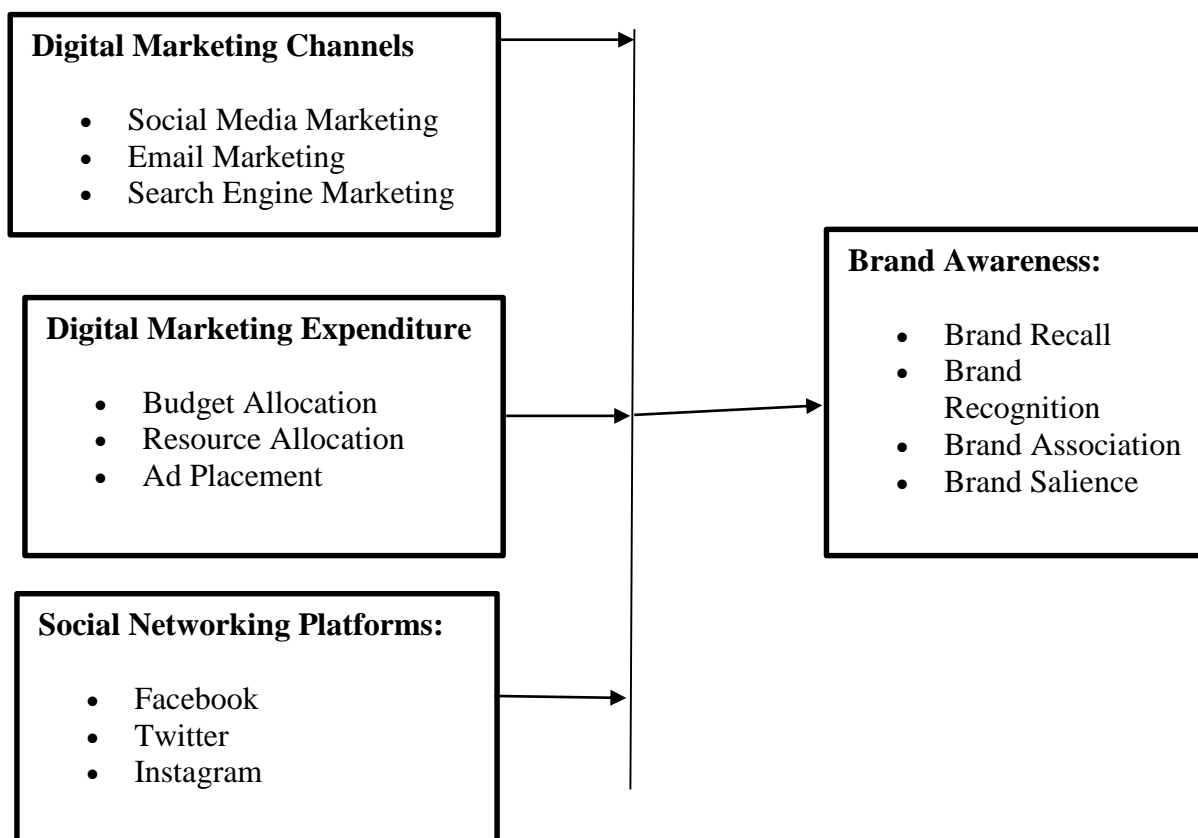 Digital Marketing Channels
• Social Media Marketing
• Email Marketing
• Search Engine Marketing
Digital Marketing Expenditure
• Budget Allocation
• Resource Allocation
• Ad Placement
Social Networking Platforms:
• Facebook
• Twitter
• Instagram
Brand Awareness:
• Brand Recall
• Brand
Recognition
• Brand Association
• Brand Salience